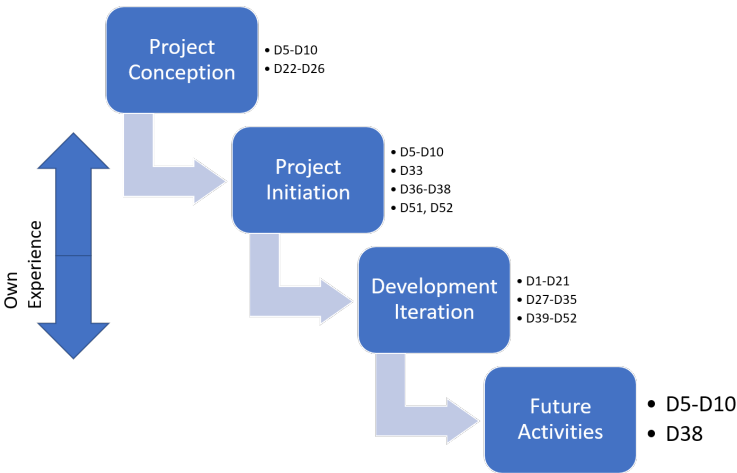 Project
Conception
• D5-D10
• D22-D26
Project
Initiation
• D5-D10
• D33
• D36-D38
• D51, D52
Own
Experience
Development
Iteration
• D1-D21
• D27-D35
• D39-D52
Future
Activities
• D5-D10
• D38